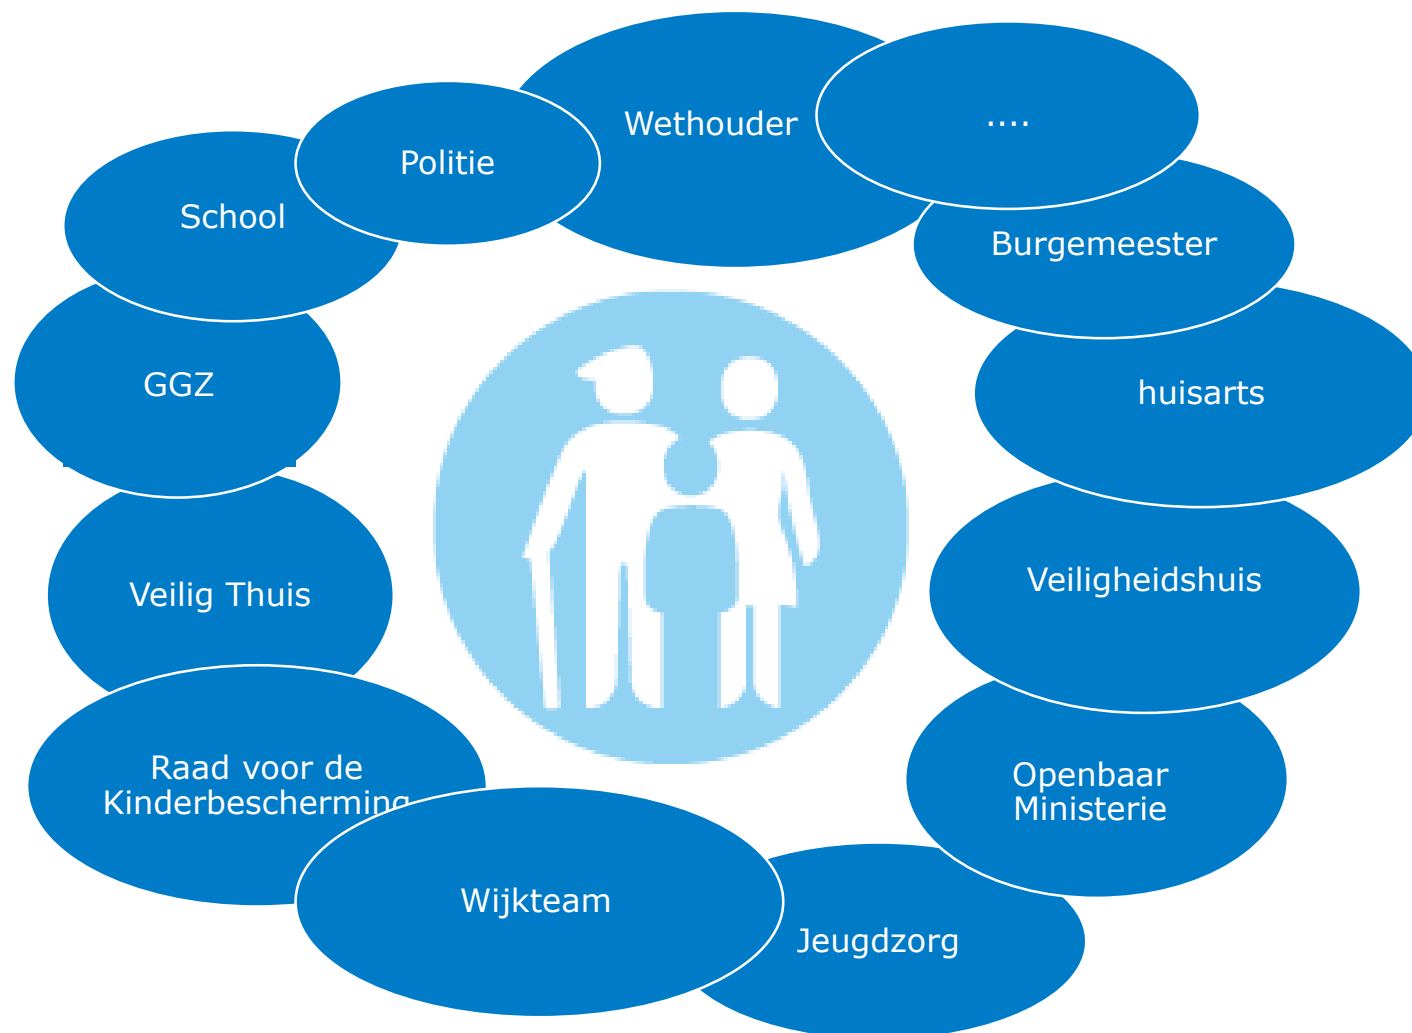 Wethouder
....
Politie
School
Burgemeester
GGZ
huisarts
Veilig Thuis
Veiligheidshuis
Raad voor de
Kinderbescherming
Openbaar
Ministerie
Wijkteam
Jeugdzorg